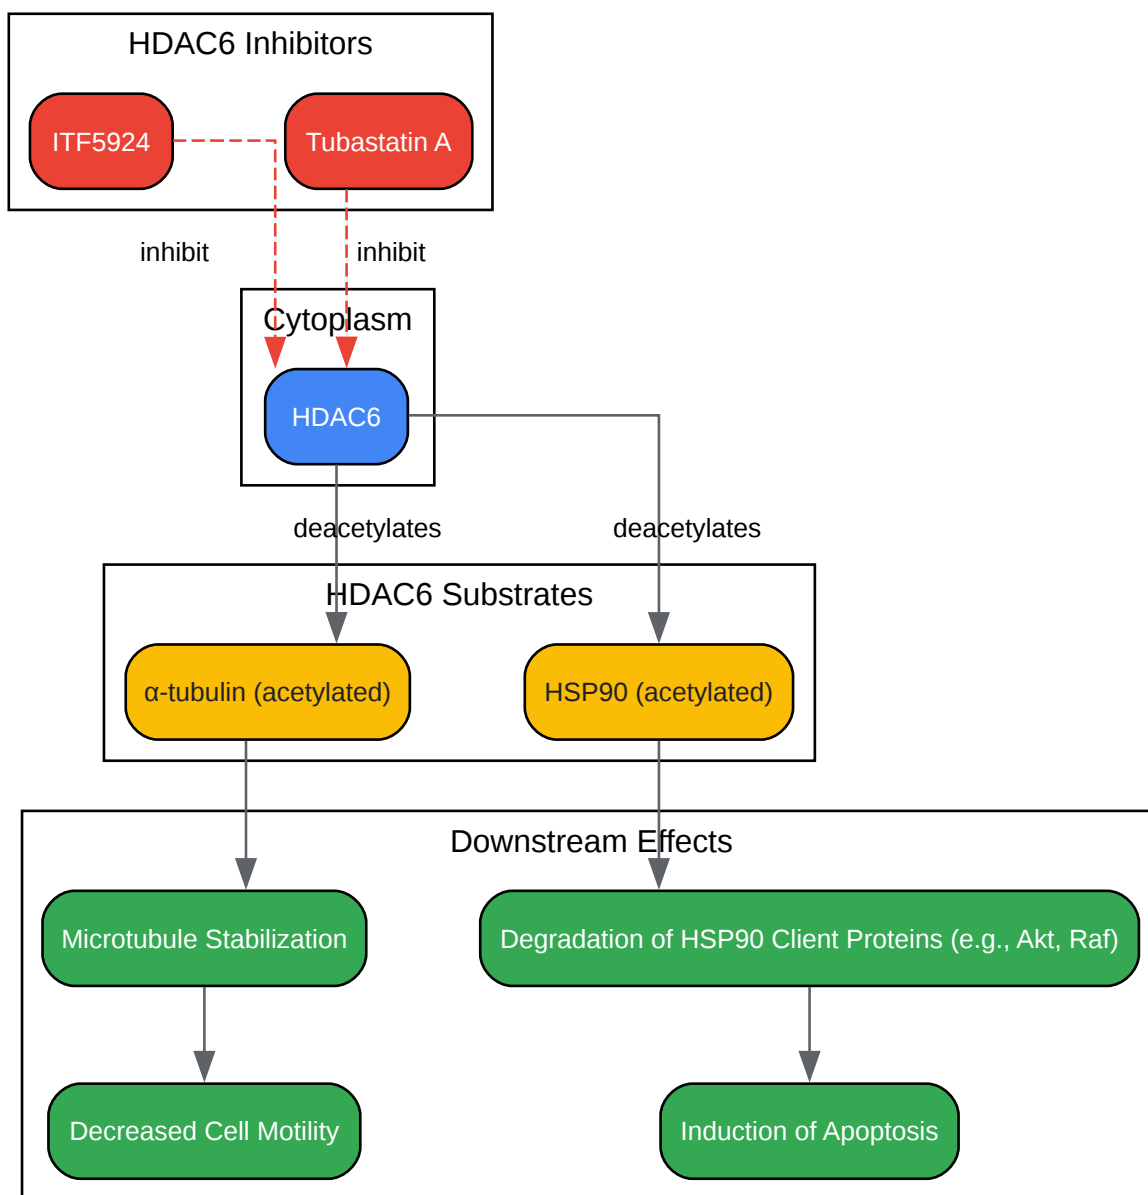 HDAC6 Inhibitors
ITF5924
Tubastatin A
inhibit
inhibit
Cytoplasm
HDAC6
deacetylates
deacetylates
HDAC6 Substrates
α-tubulin (acetylated)
HSP90 (acetylated)
Downstream Effects
Microtubule Stabilization
Degradation of HSP90 Client Proteins (e.g., Akt, Raf)
Decreased Cell Motility
Induction of Apoptosis